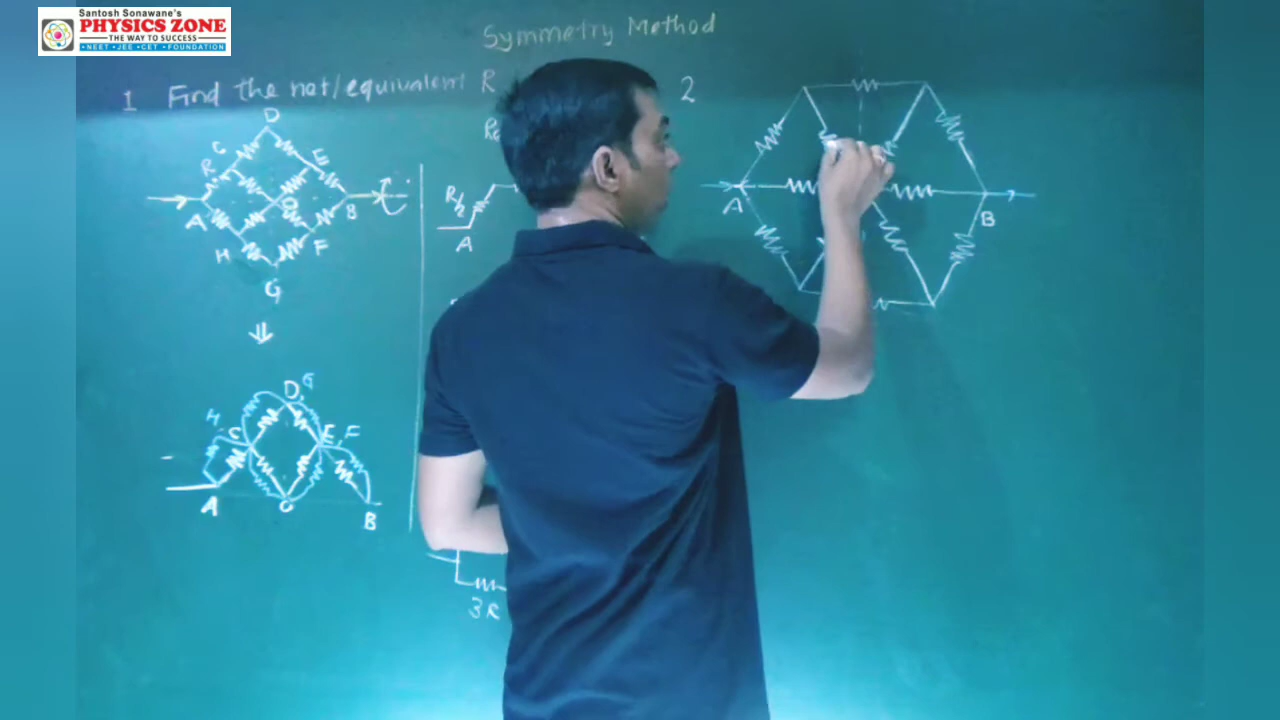 Santosh Sonawane's
PHYSICS ZONE
THE WAY TO SUCCESS
• NEET • JEE • CET • FOUNDATION
Symmetry Method
1 Find the net/equivalent R
D
C
E
R
O
A
B
H
F
G
R/2
A
2
A
B
D, G
H, C
E, F
A
O
B
3R